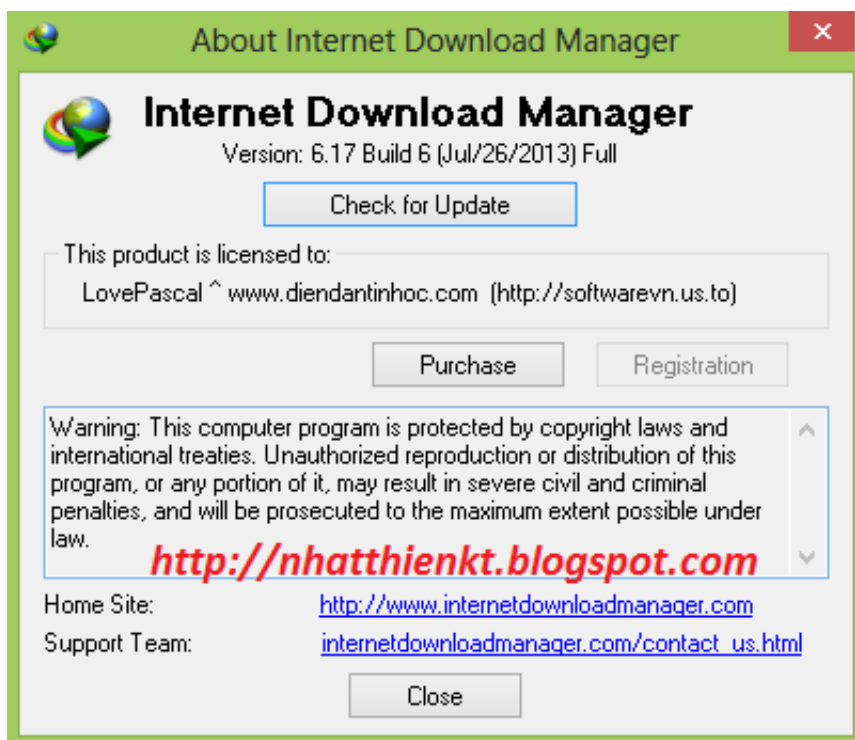 About Internet Download Manager
Internet Download Manager
Version: 6.17 Build 6 (Jul/26/2013) Full
Check for Update
This product is licensed to:
LovePascal ^ www.diendantinhoc.com (http://softwarevn.us.to)
Purchase
Registration
Warning: This computer program is protected by copyright laws and
international treaties. Unauthorized reproduction or distribution of this
program, or any portion of it, may result in severe civil and criminal
penalties, and will be prosecuted to the maximum extent possible under
law.
http://nhatthienkt.blogspot.com
Home Site: http://www.internetdownloadmanager.com
Support Team: internetdownloadmanager.com/contact_us.html
Close